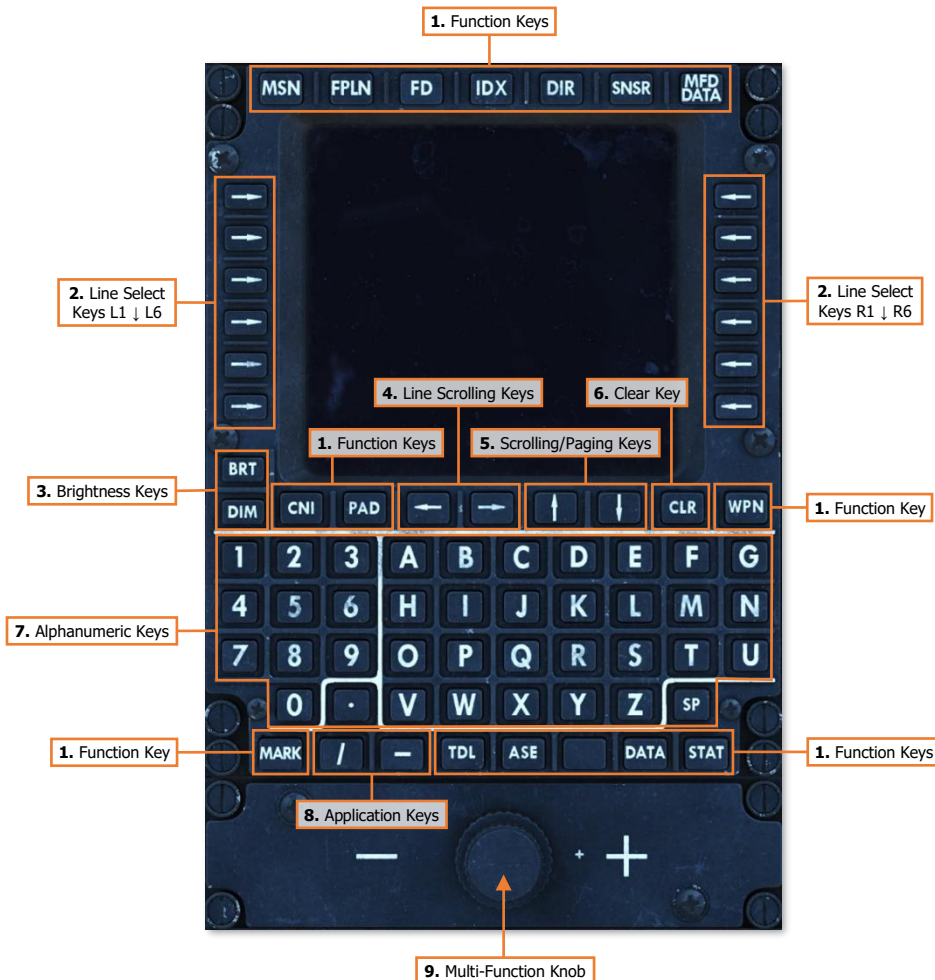 1. Function Keys
MSN FPLN FD IDX DIR SNSR MFD DATA
2. Line Select
Keys L1 ↓ L6
2. Line Select
Keys R1 ↓ R6
4. Line Scrolling Keys
6. Clear Key
1. Function Keys
5. Scrolling/Paging Keys
3. Brightness Keys
BRT
DIM CNI PAD ← → ↑ ↓ CLR WPN
1. Function Key
1 2 3 A B C D E F G
7. Alphanumeric Keys
4 5 6 H I J K L M N
7 8 9 O P Q R S T U
0 · V W X Y Z SP
1. Function Key
MARK / – TDL ASE DATA STAT
1. Function Keys
8. Application Keys
– + +
9. Multi-Function Knob